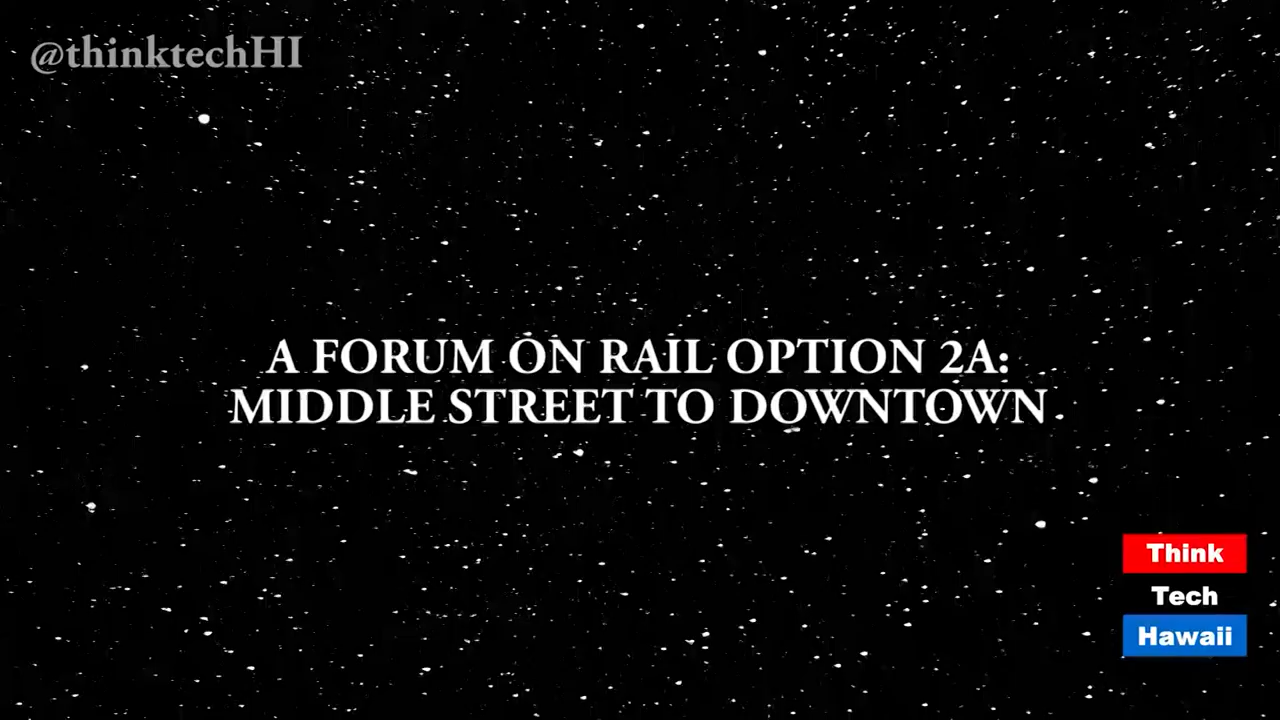 @thinktechHI
A FORUM ON RAIL OPTION 2A:
MIDDLE STREET TO DOWNTOWN
Think
Tech
Hawaii